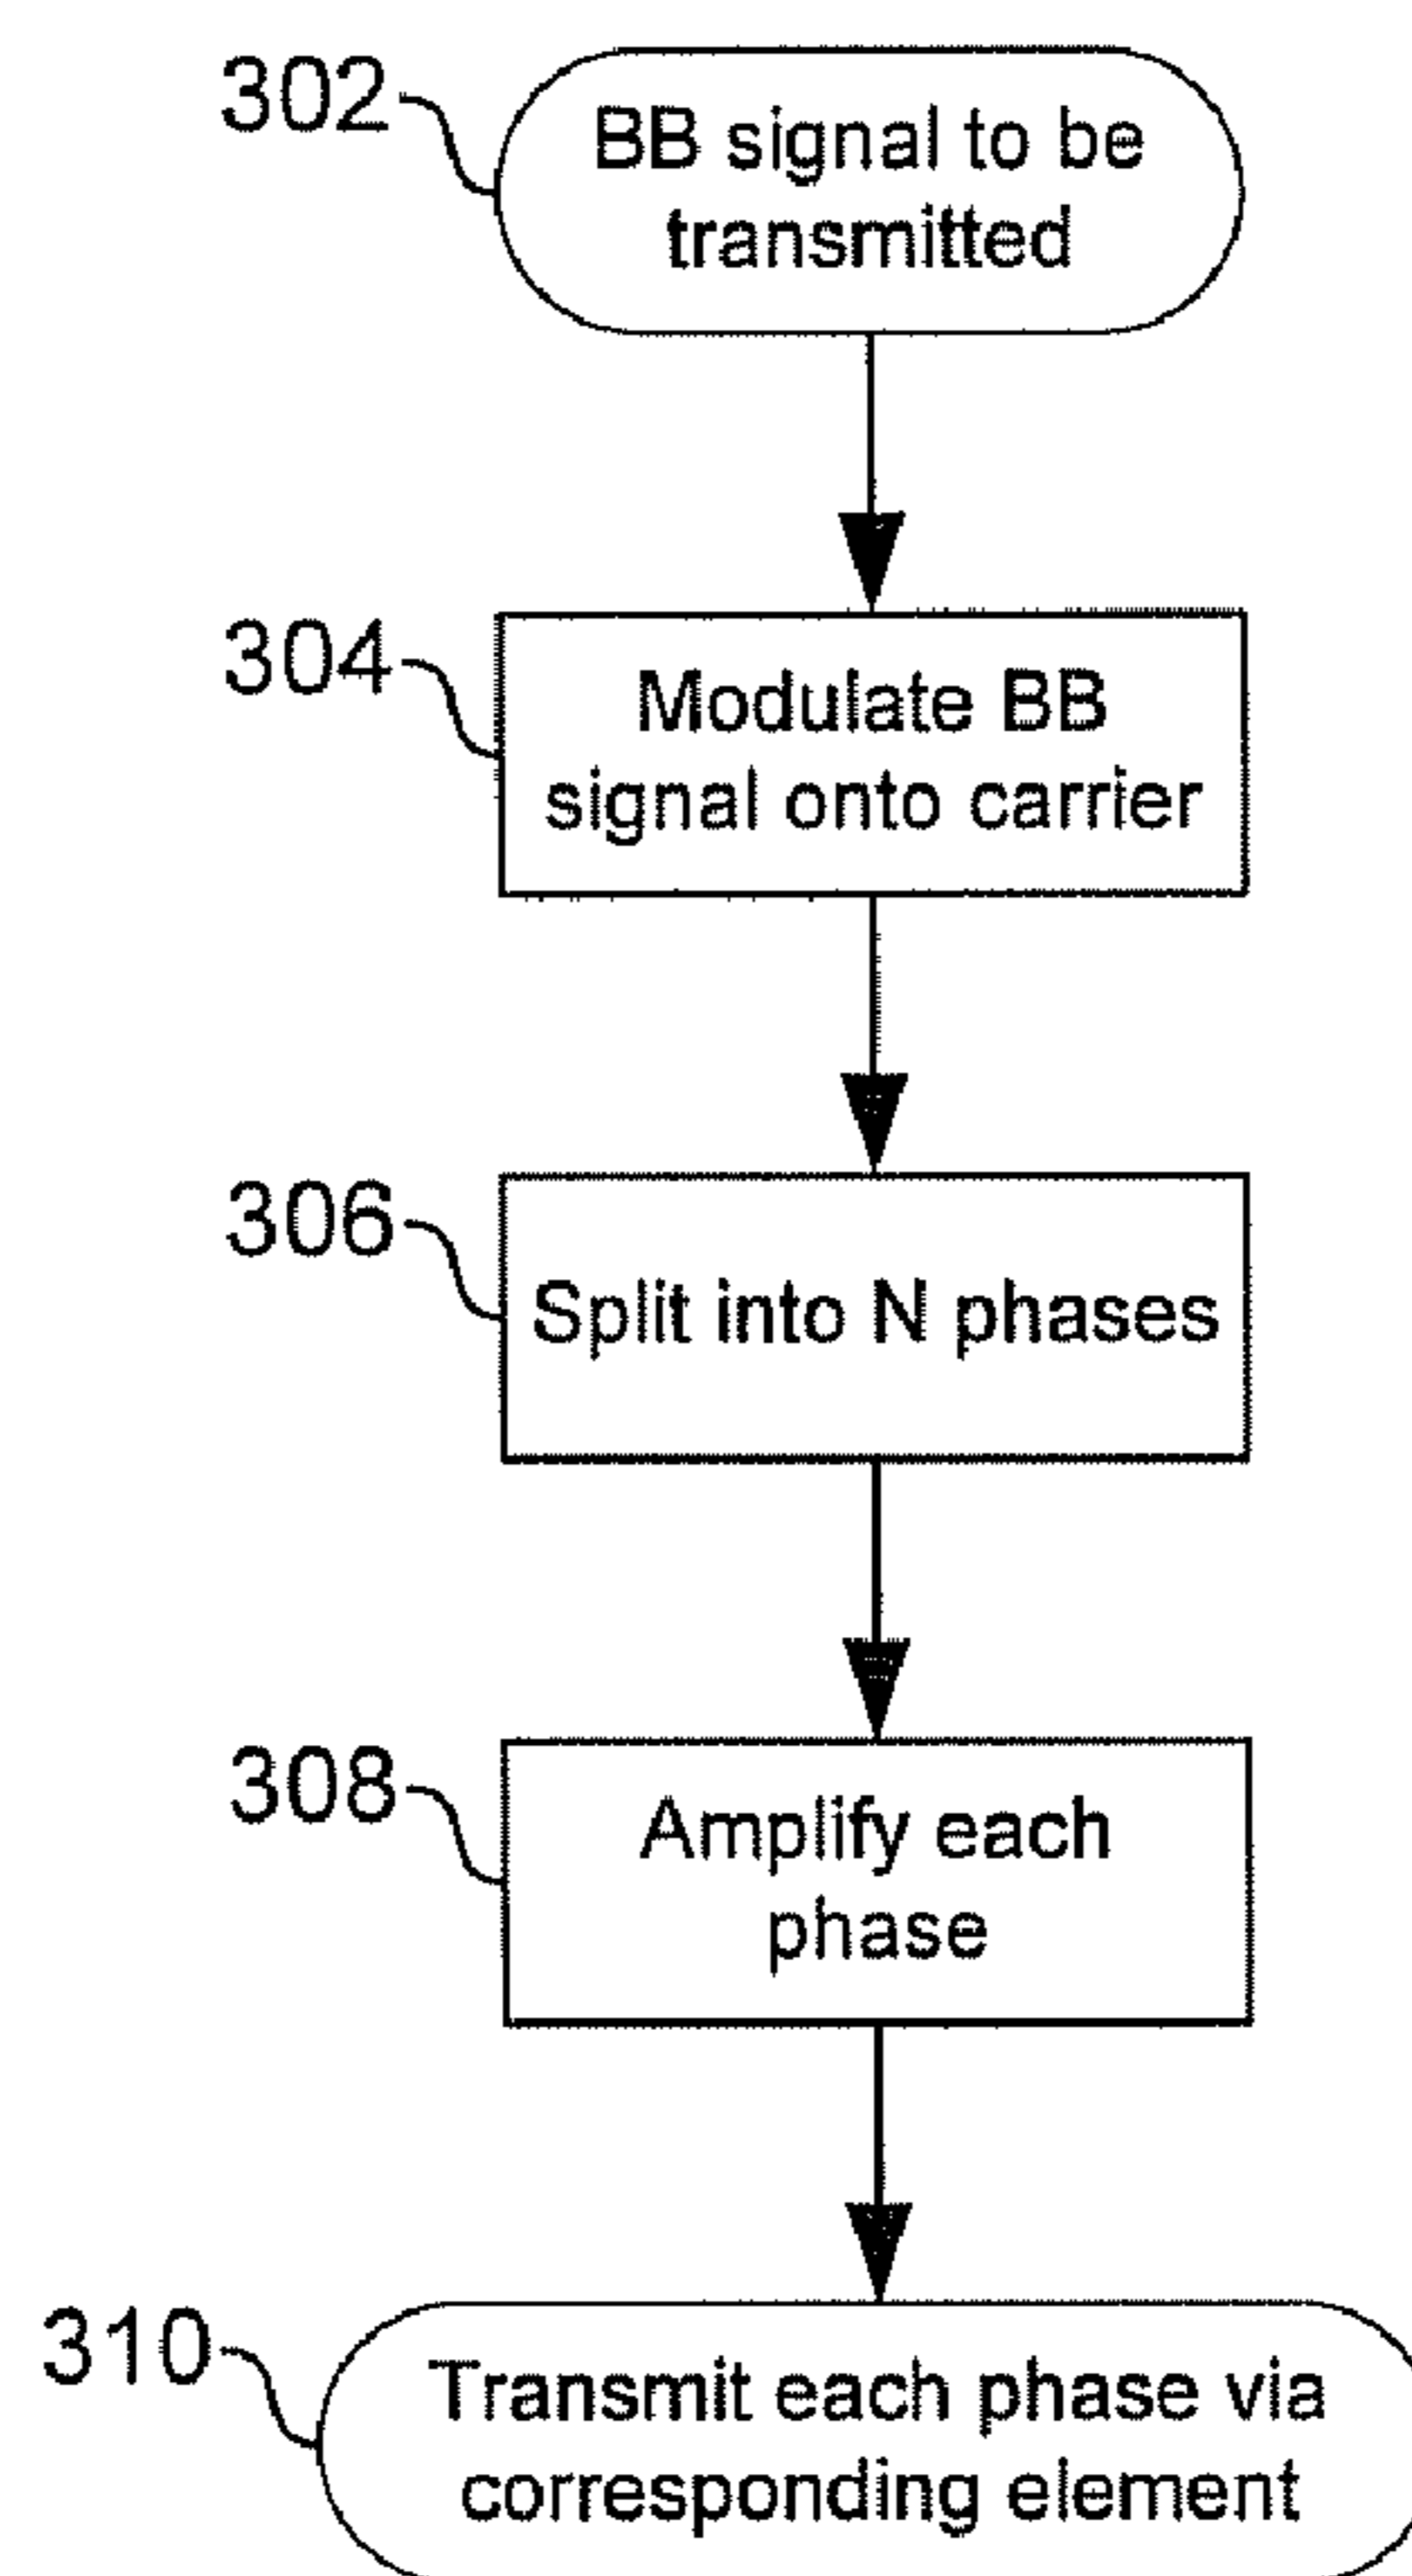 302
BB signal to be
transmitted
304
Modulate BB
signal onto carrier
306
Split into N phases
308
Amplify each
phase
310
Transmit each phase via
corresponding element